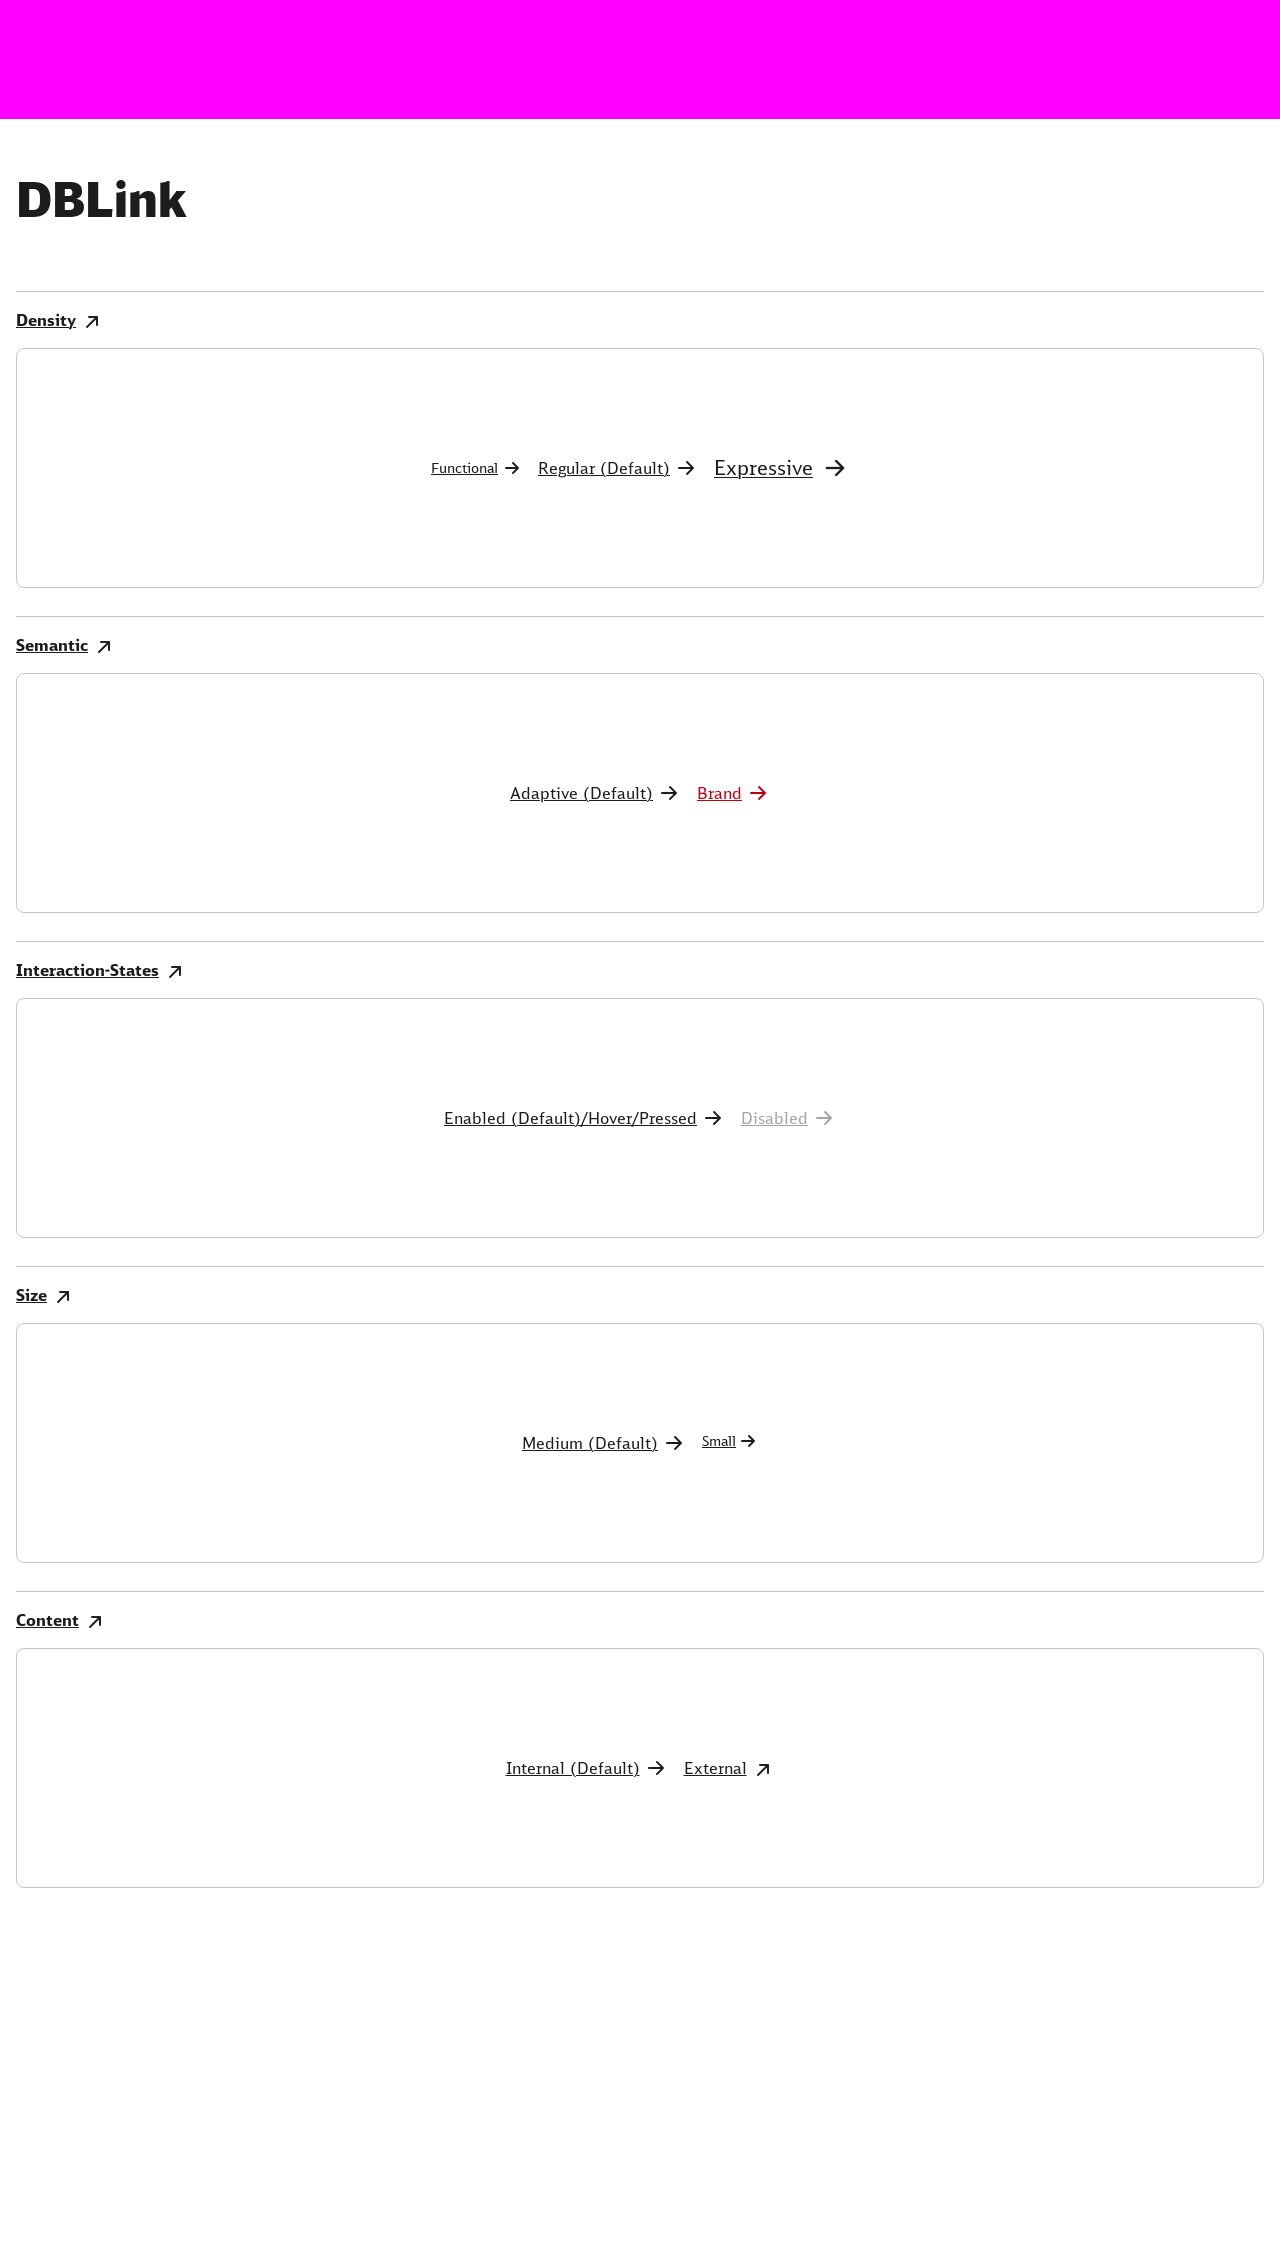 DBLink
Density
Functional Regular (Default) Expressive
Semantic
Adaptive (Default) Brand
Interaction-States
Enabled (Default)/Hover/Pressed Disabled
Size
Medium (Default) Small
Content
Internal (Default) External